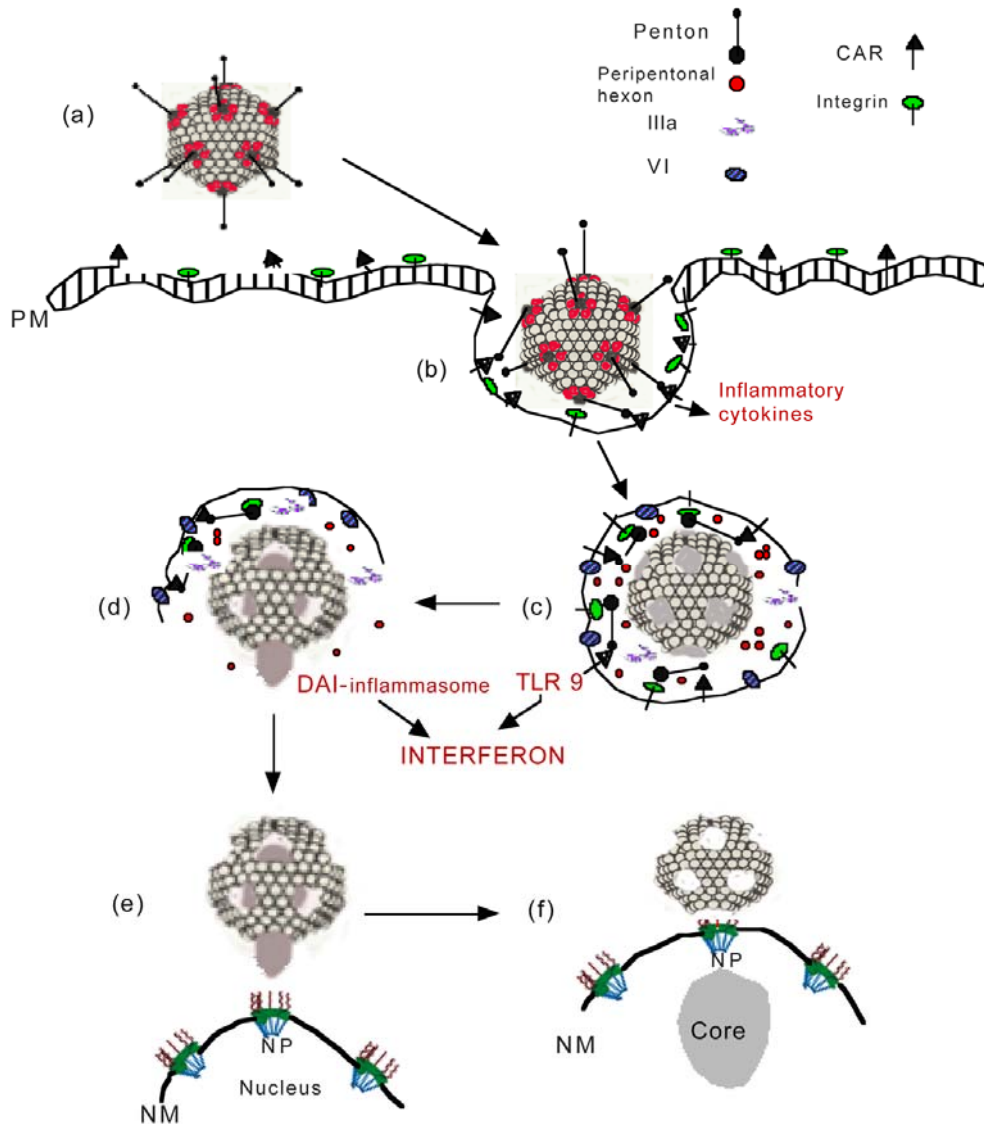 Penton
Peripentonal
hexon
IIIa
VI
CAR
Integrin
(a)
PM
(b)
Inflammatory
cytokines
(d)
(c)
DAI-inflammasome
TLR 9
INTERFERON
(e)
(f)
NP
Nucleus
NM
NP
Core
NM